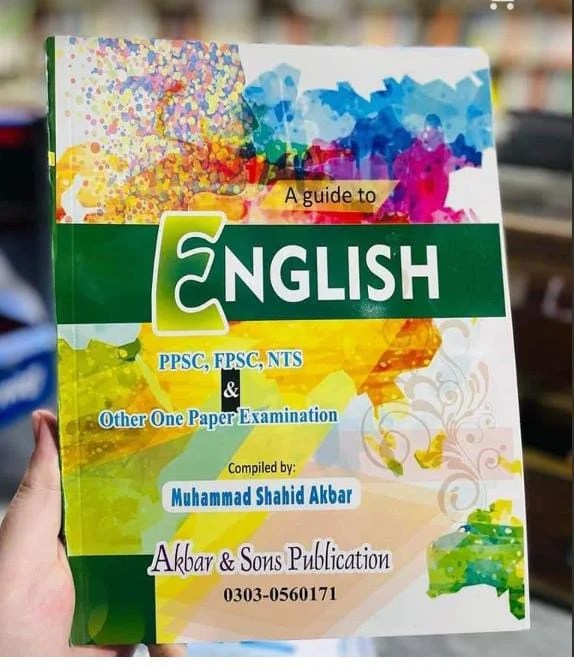 A guide to
ENGLISH
PPSC, FPSC, NTS
&
Other One Paper Examination
Compiled by:
Muhammad Shahid Akbar
Akbar & Sons Publication
0303-0560171